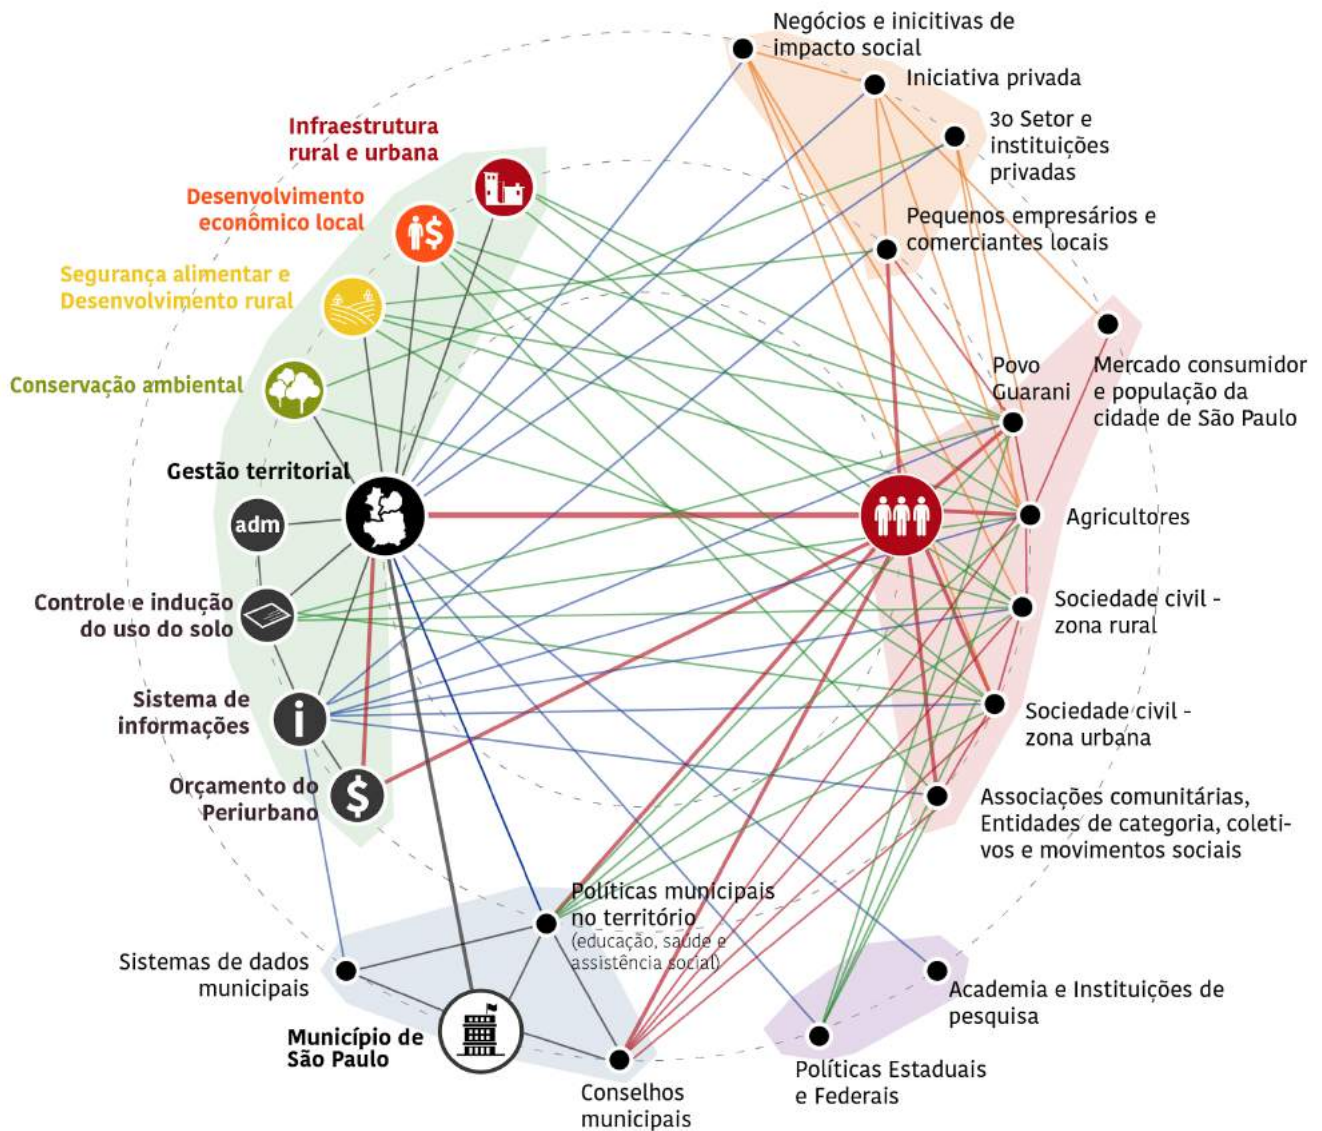 Negócios e inicitivas de
impacto social
Iniciativa privada
3o Setor e
instituições
privadas
Pequenos empresários e
comerciantes locais
Infraestrutura
rural e urbana
Desenvolvimento
econômico local
Segurança alimentar e
Desenvolvimento rural
Conservação ambiental
Gestão territorial
adm
Controle e indução
do uso do solo
Sistema de
informações
i
Orçamento do
Periurbano
$
$
Povo
Guarani
Mercado consumidor
e população da
cidade de São Paulo
Agricultores
Sociedade civil -
zona rural
Sociedade civil -
zona urbana
Associações comunitárias,
Entidades de categoria, coleti-
vos e movimentos sociais
Políticas municipais
no território
(educação, saúde e
assistência social)
Sistemas de dados
municipais
Município de
São Paulo
Conselhos
municipais
Academia e Instituições de
pesquisa
Políticas Estaduais
e Federais